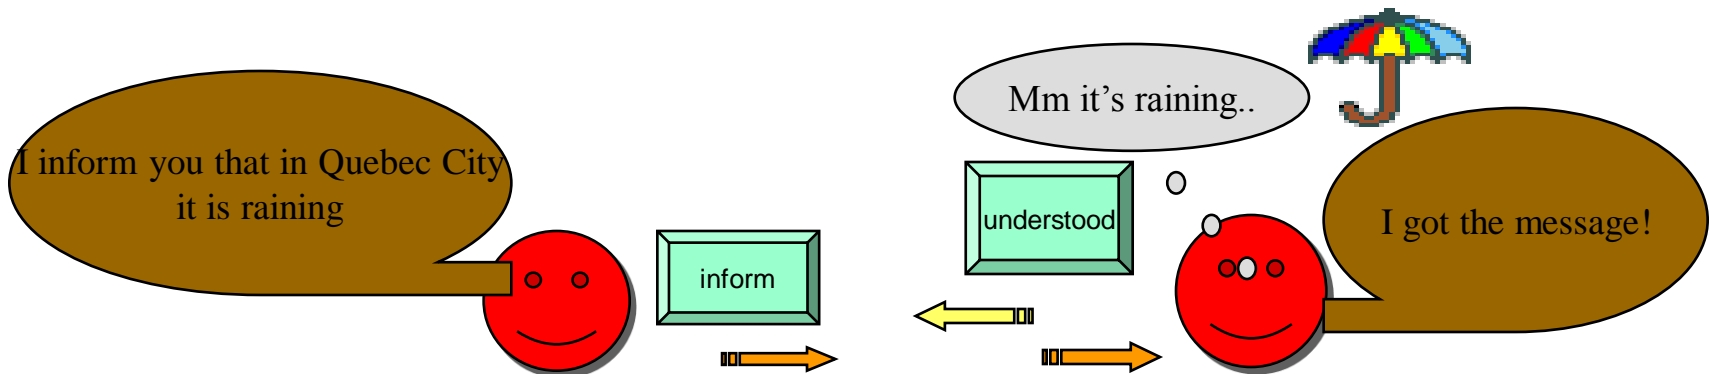 I inform you that in Quebec City
it is raining
inform
Mm it’s raining..
understood
I got the message!